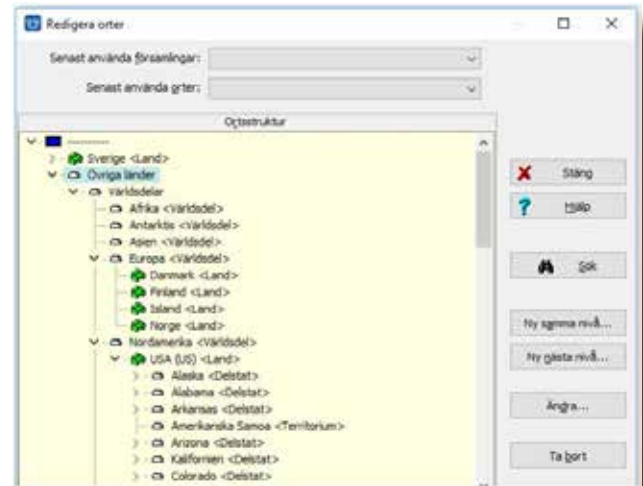 Redigera orter
Senast använda församlingar:
Senast använda orter:
Ortsstruktur
----------
Sverige <Land>
Övriga länder
Världsdelar
Afrika <Världsdel>
Antarktis <Världsdel>
Asien <Världsdel>
Europa <Världsdel>
Danmark <Land>
Finland <Land>
Island <Land>
Norge <Land>
Nordamerika <Världsdel>
USA (US) <Land>
Alaska <Delstat>
Alabama <Delstat>
Arkansas <Delstat>
Amerikanska Samoa <Territorium>
Arizona <Delstat>
Kalifornien <Delstat>
Colorado <Delstat>
Stäng
Hjälp
Sök
Ny samma nivå...
Ny nästa nivå...
Ändra...
Ta bort